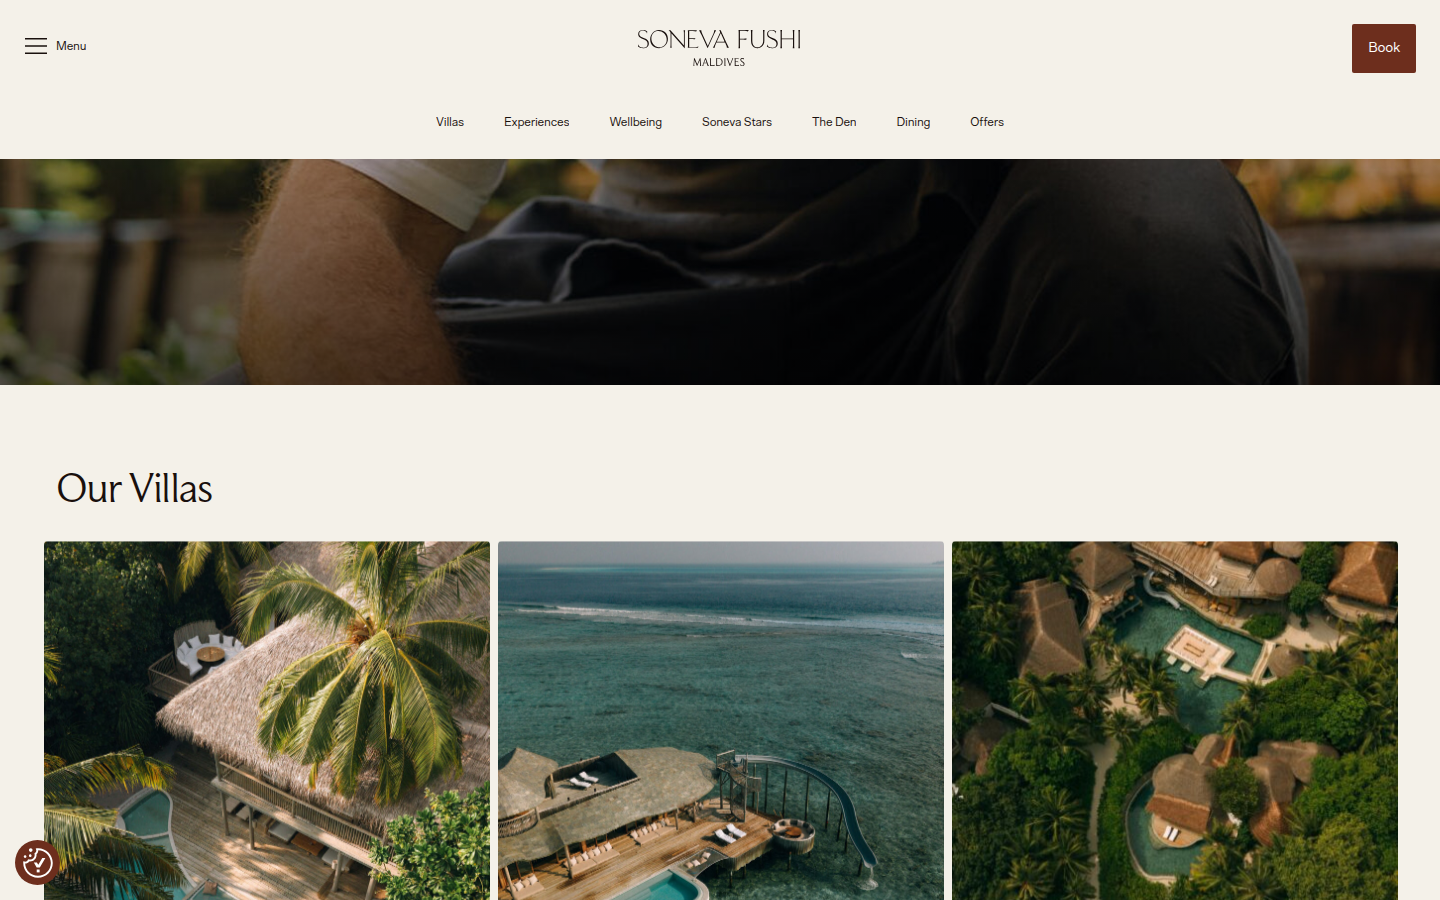 Menu
SONEVA FUSHI
MALDIVES
Book
Villas
Experiences
Wellbeing
Soneva Stars
The Den
Dining
Offers
Our Villas